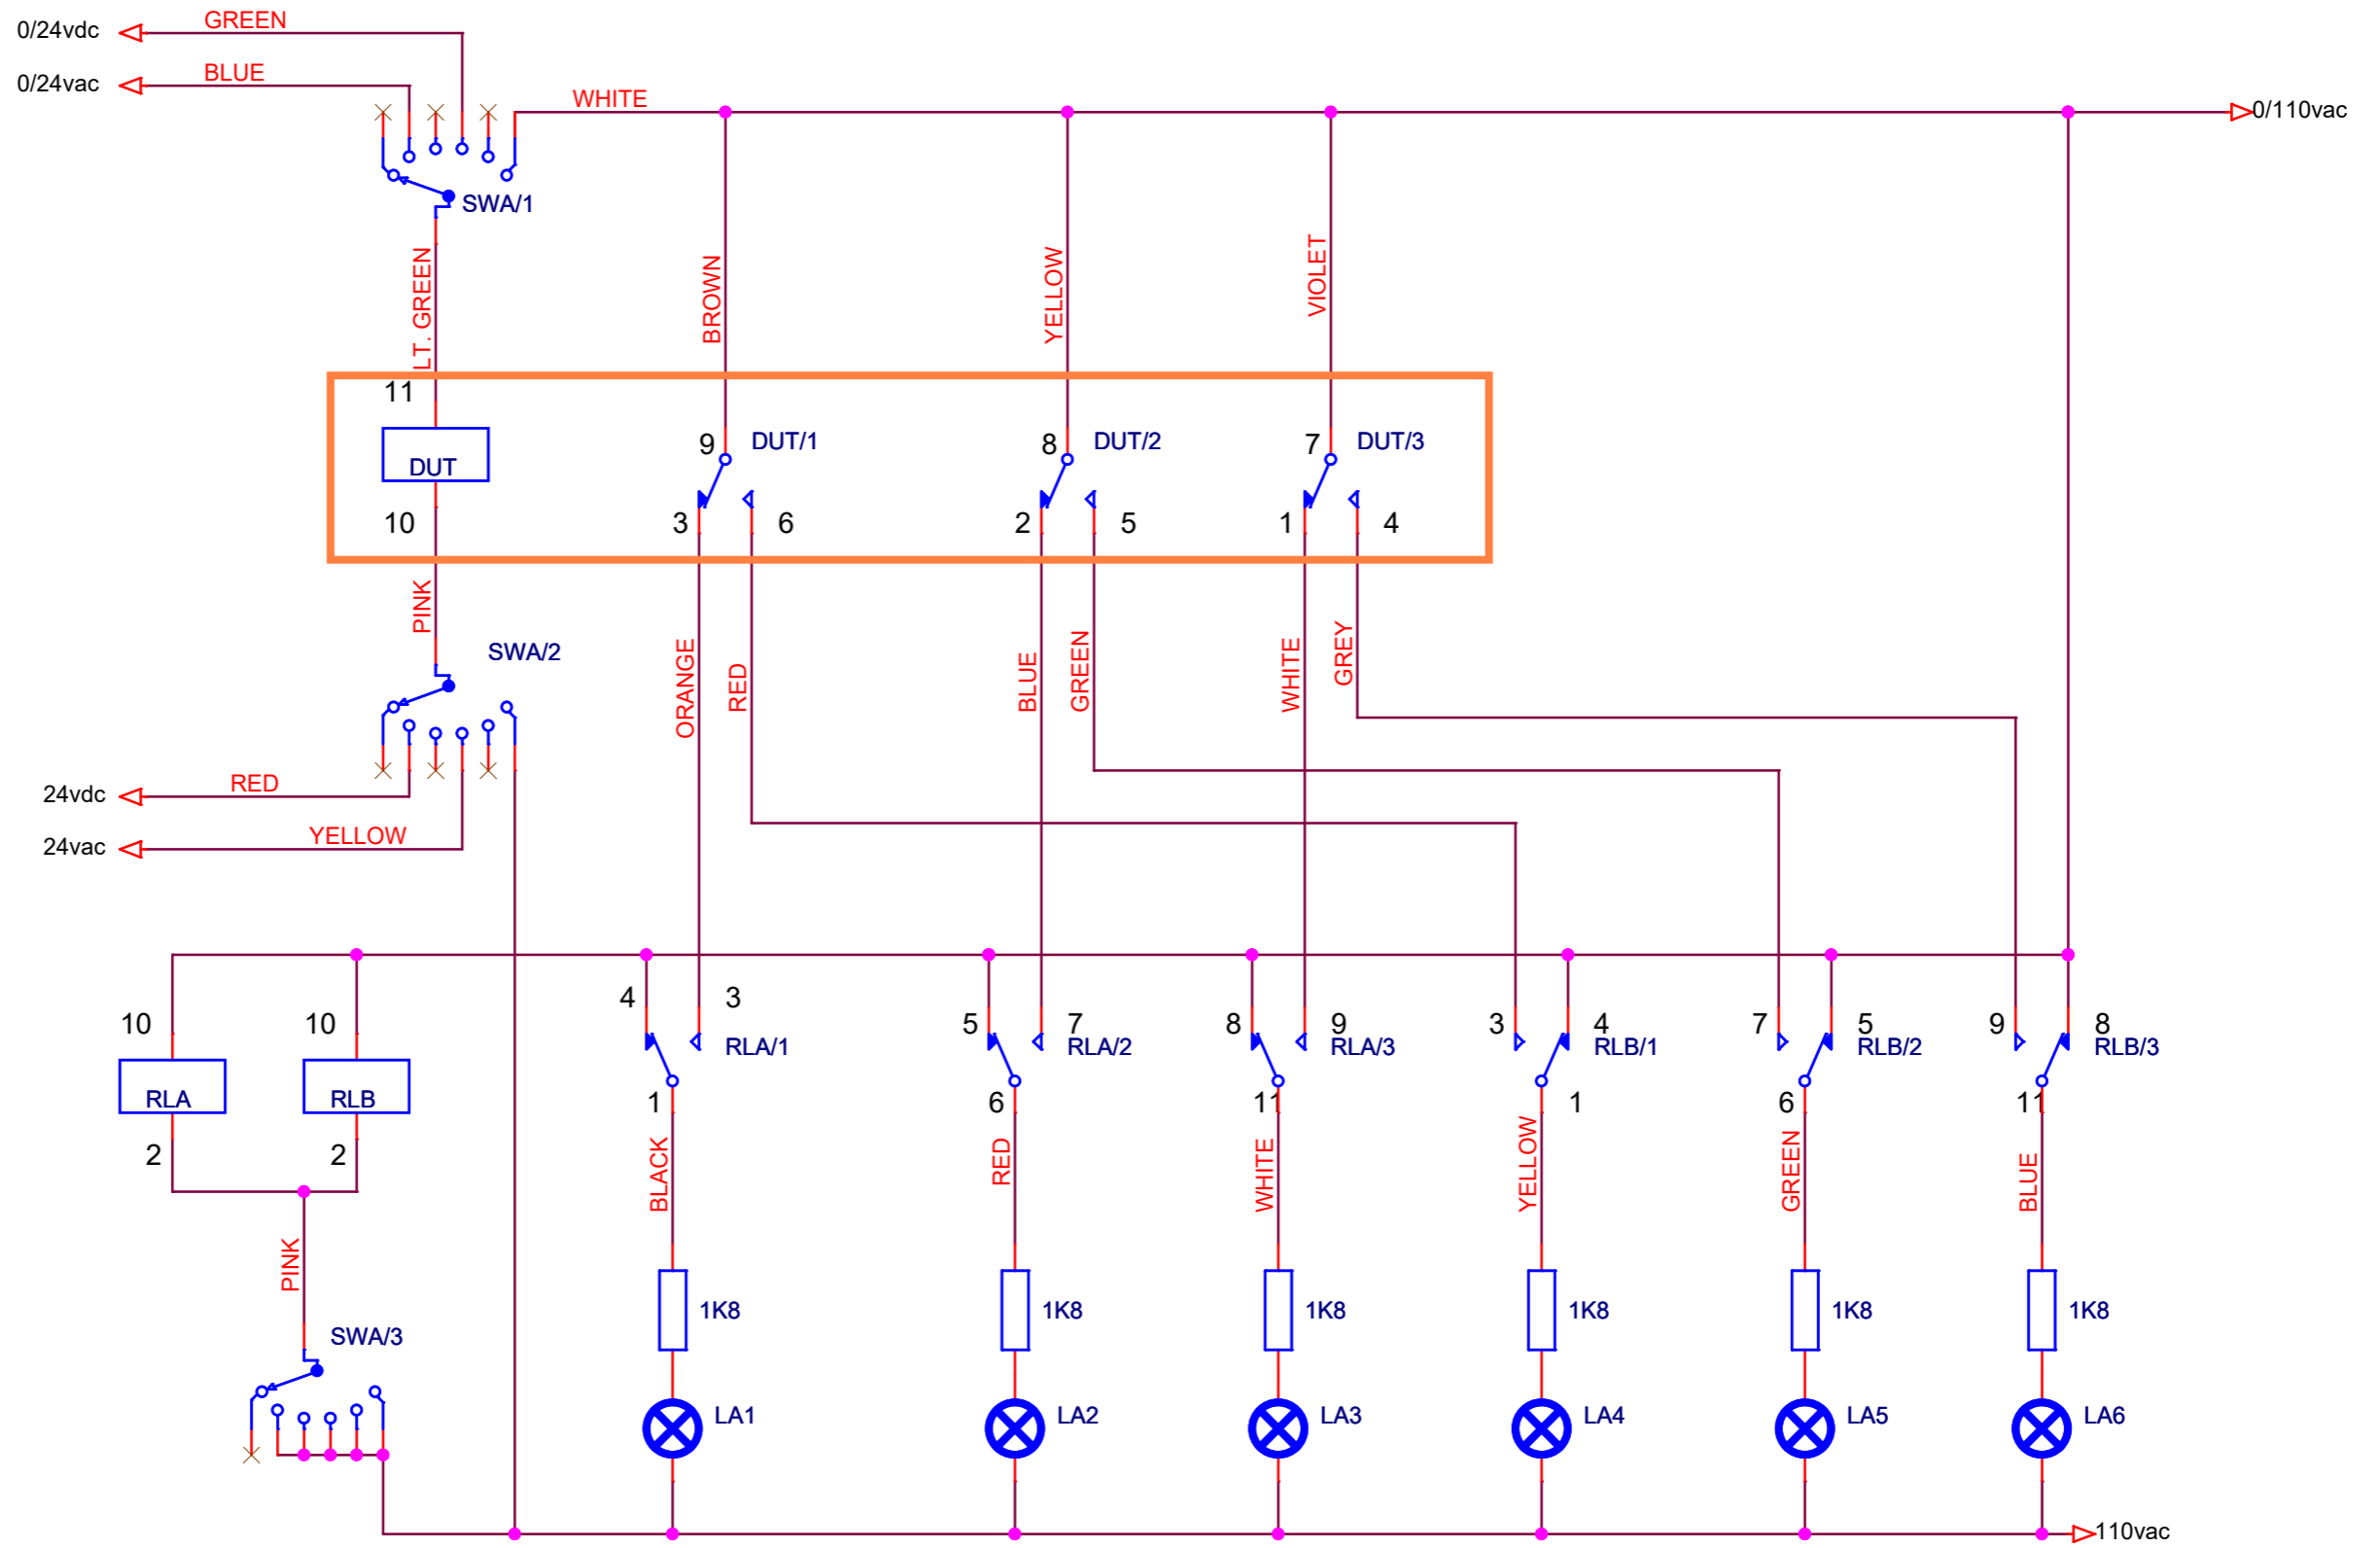 GREEN
0/24vdc
BLUE
0/24vac
WHITE
0/110vac
SWA/1
LT. GREEN
BROWN
YELLOW
VIOLET
11
DUT
10
9
DUT/1
3
6
8
DUT/2
2
5
7
DUT/3
1
4
PINK
SWA/2
ORANGE
RED
BLUE
GREEN
WHITE
GREY
24vdc
RED
24vac
YELLOW
10
RLA
2
10
RLB
2
4
3
RLA/1
1
5
7
RLA/2
6
8
9
RLA/3
11
3
4
RLB/1
1
7
5
RLB/2
6
9
8
RLB/3
11
PINK
BLACK
RED
WHITE
YELLOW
GREEN
BLUE
SWA/3
1K8
1K8
1K8
1K8
1K8
1K8
LA1
LA2
LA3
LA4
LA5
LA6
110vac